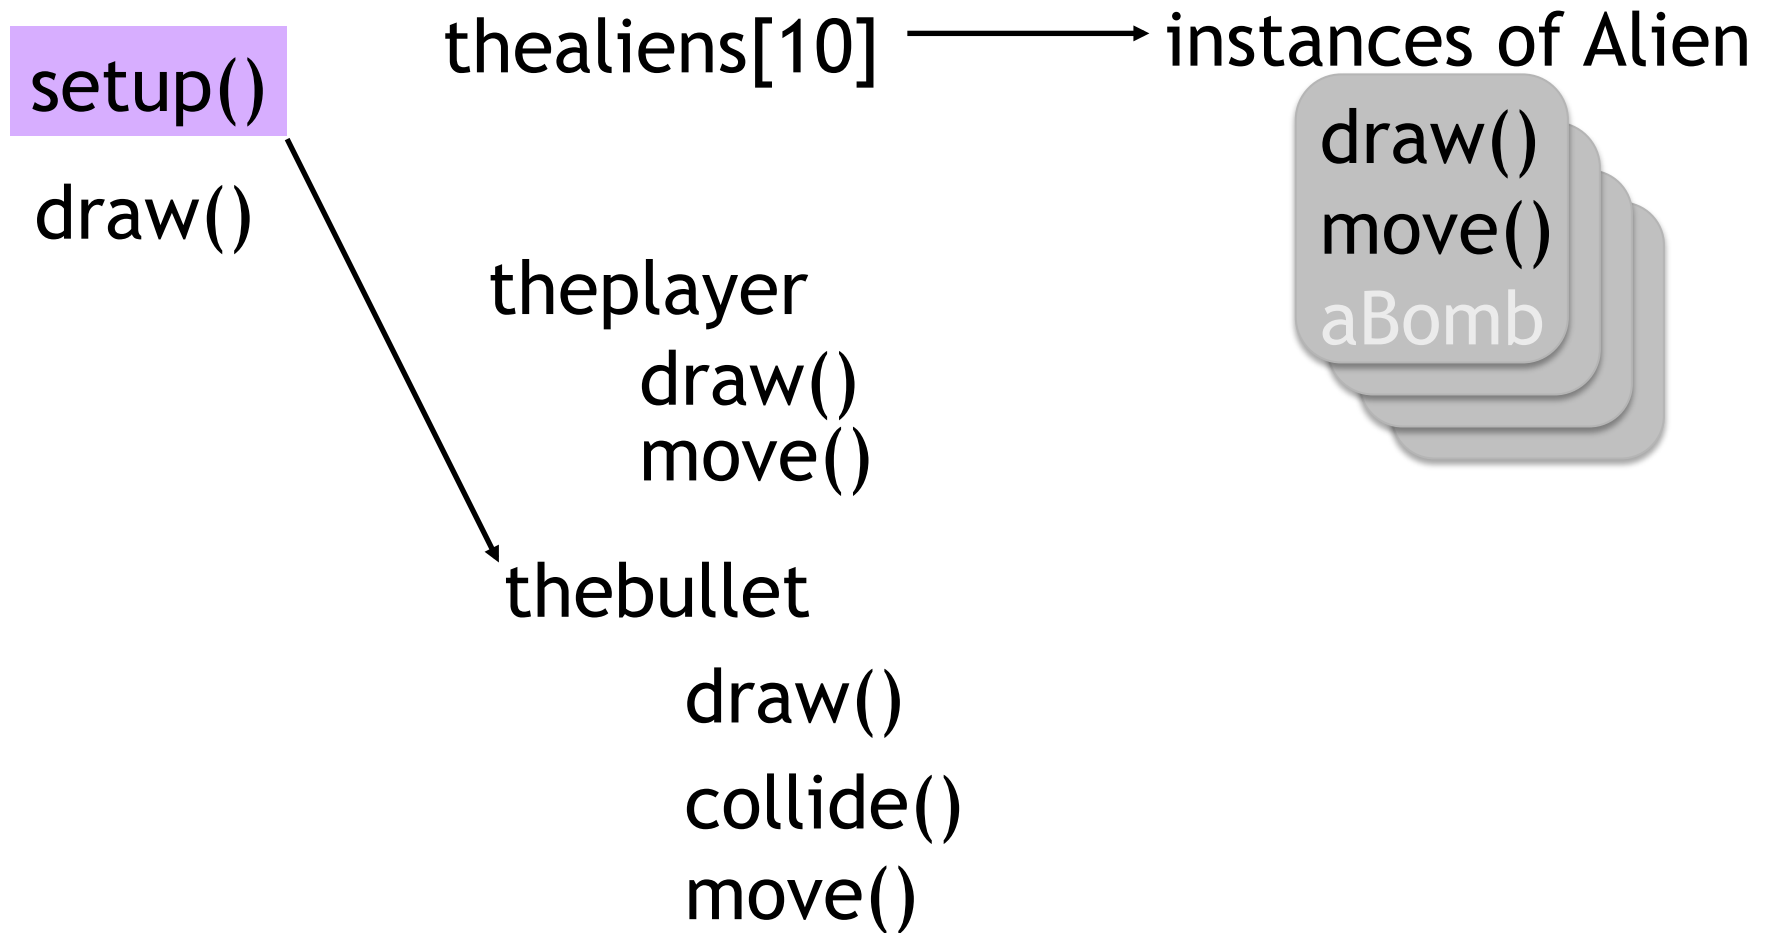 setup()
draw()
thealiens[10]
instances of Alien
draw()
move()
aBomb
theplayer
draw()
move()
thebullet
draw()
collide()
move()